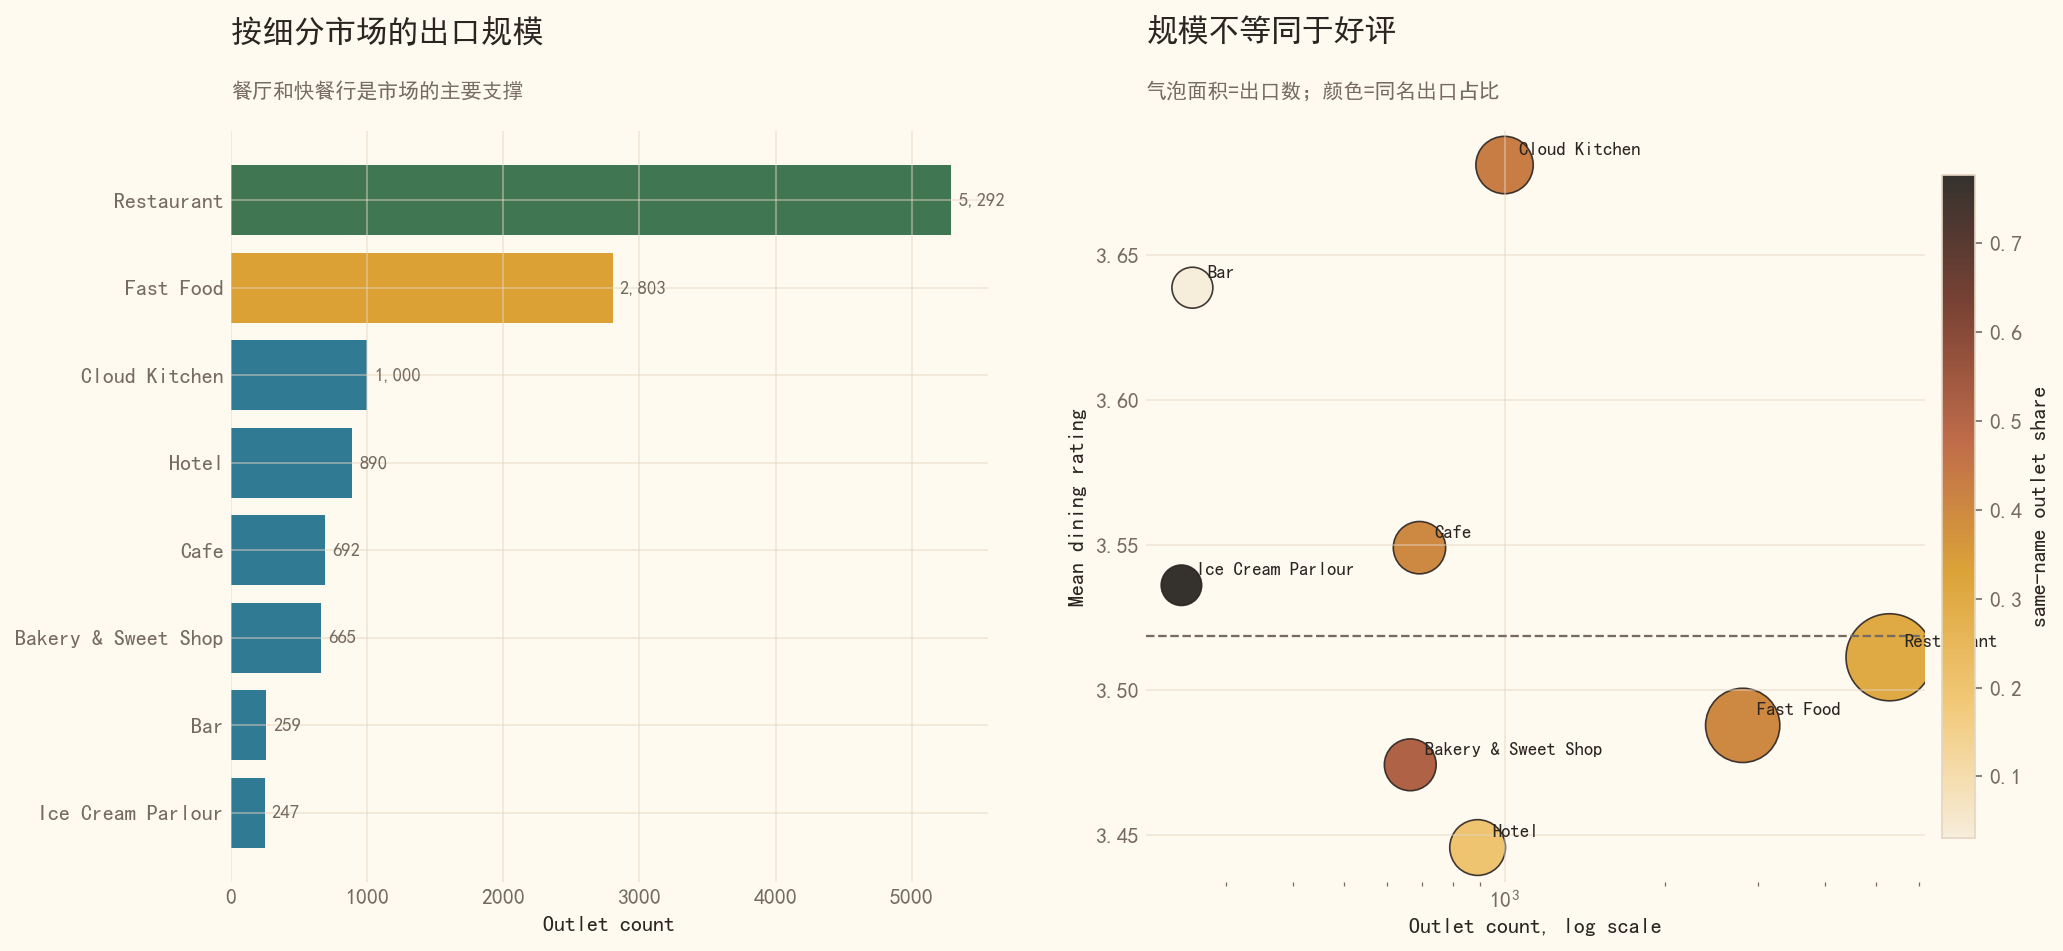 按细分市场的出口规模
餐厅和快餐行是市场的主要支撑
Restaurant
5,292
Fast Food
2,803
Cloud Kitchen
1,000
Hotel
890
Cafe
692
Bakery & Sweet Shop
665
Bar
259
Ice Cream Parlour
247
0
1000
2000
3000
4000
5000
Outlet count
规模不等同于好评
气泡面积=出口数；颜色=同名出口占比
Mean dining rating
3.65
3.60
3.55
3.50
3.45
Cloud Kitchen
Bar
Cafe
Ice Cream Parlour
Fast Food
Bakery & Sweet Shop
Hotel
10³
Outlet count, log scale
0.7
0.6
0.5
0.4
0.3
0.2
0.1
same-name outlet share